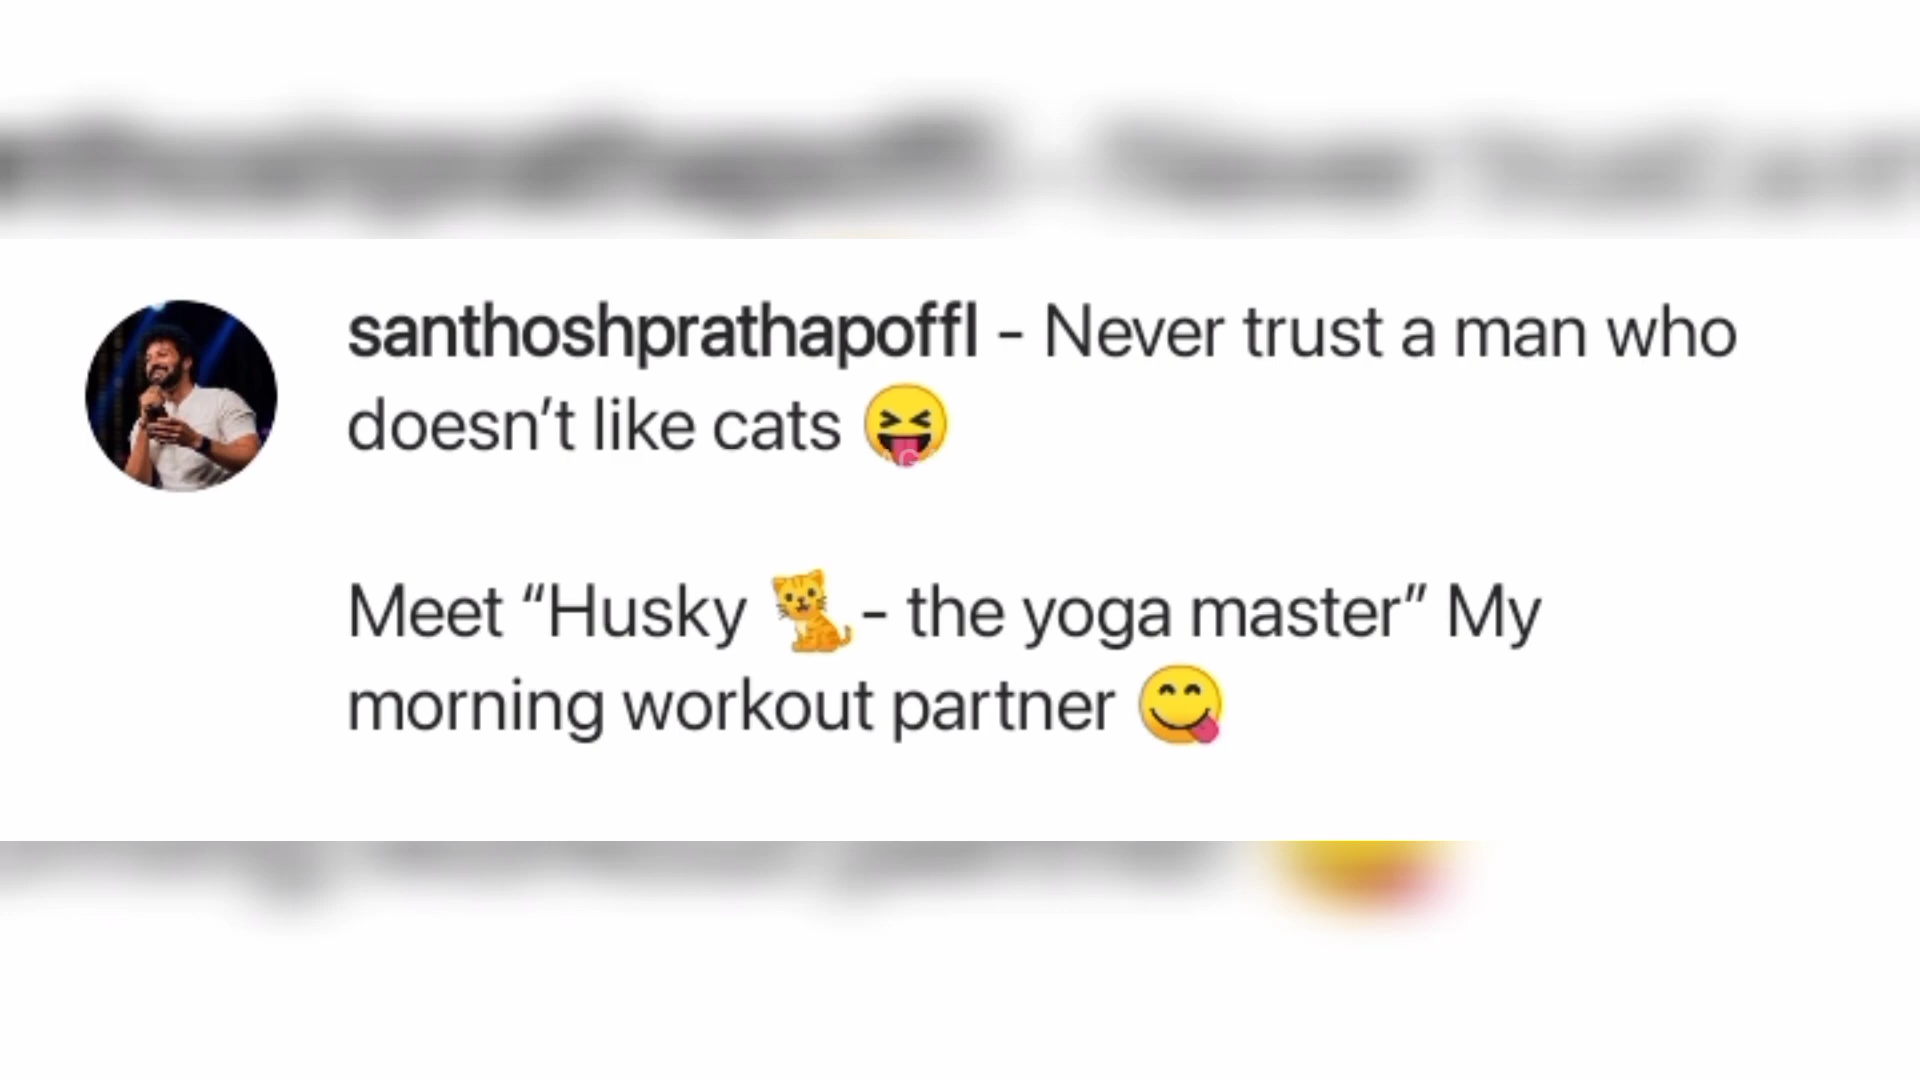 santhoshprathapoffl - Never trust a man who
doesn’t like cats 😝
Meet “Husky 🐈 - the yoga master” My
morning workout partner 😋